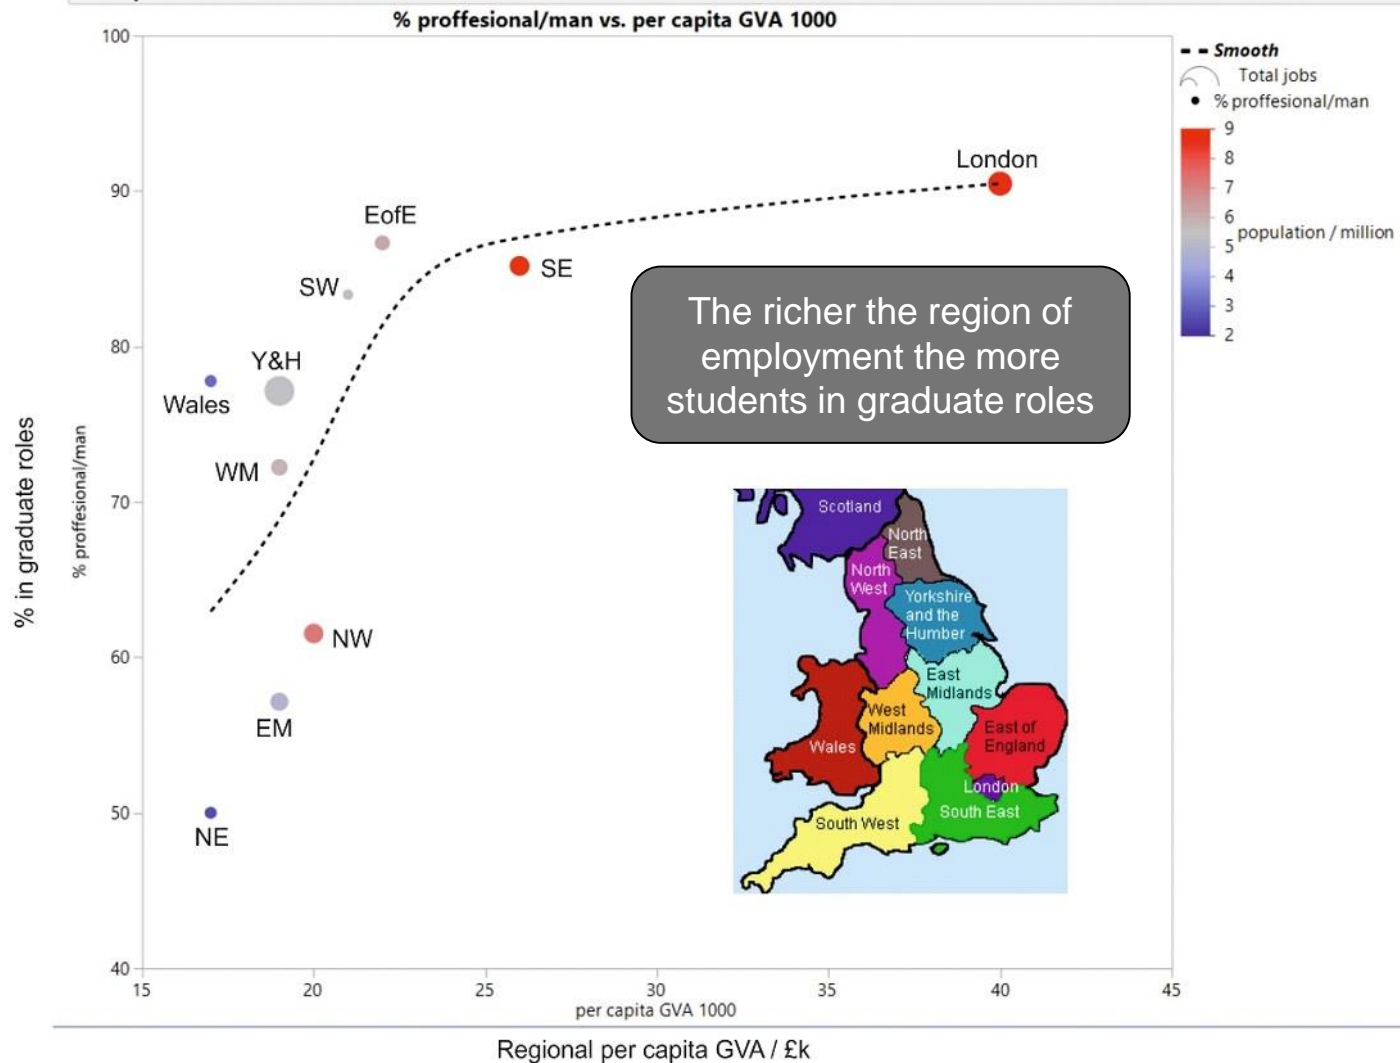 % proffesional/man vs. per capita GVA 1000
100
90
80
70
60
50
40
% in graduate roles
% proffesional/man
London
EofE
SE
SW
Y&H
Wales
WM
NW
EM
NE
The richer the region of
employment the more
students in graduate roles
Scotland
North
East
North
West
Yorkshire
and the
Humber
East
Midlands
West
Midlands
East of
England
Wales
London
South East
South West
15
20
25
30
35
40
45
per capita GVA 1000
Regional per capita GVA / £k
Smooth
Total jobs
% proffesional/man
9
8
7
6
5
4
3
2
population / million